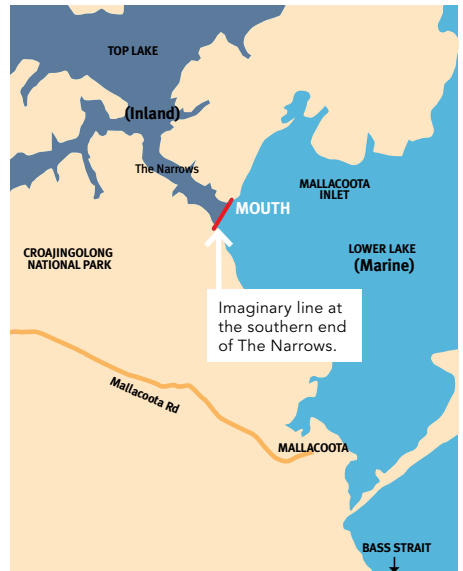 TOP LAKE
(Inland)
The Narrows
MALLACOOTA
INLET
MOUTH
LOWER LAKE
(Marine)
CROAJINGOLONG
NATIONAL PARK
Imaginary line at
the southern end
of The Narrows.
Mallacoota Rd
MALLACOOTA
BASS STRAIT